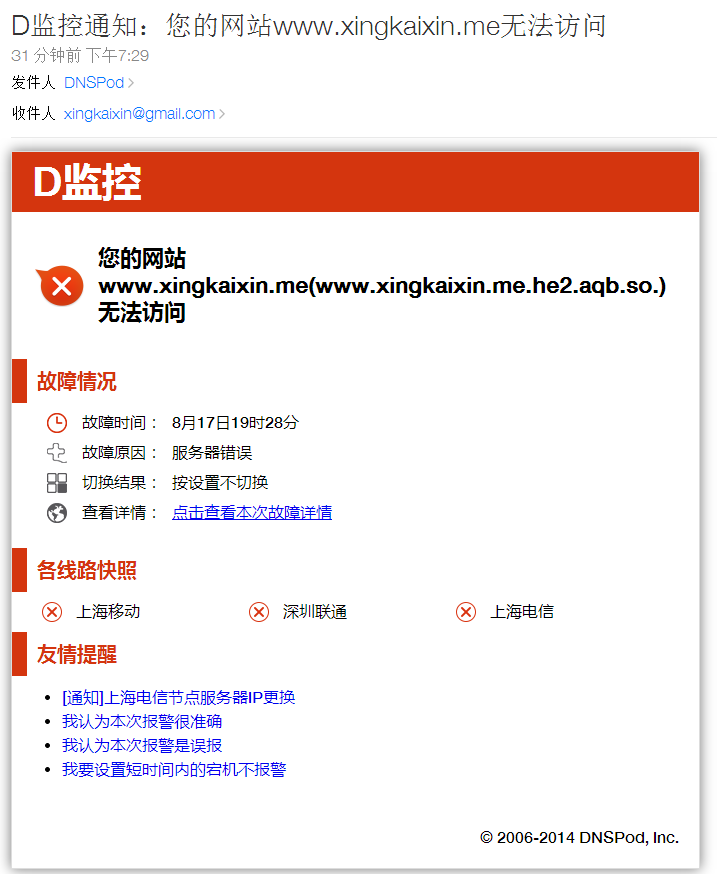 D监控通知：您的网站www.xingkaixin.me无法访问
31 分钟前 下午7:29
发件人 DNSPod
收件人 xingkaixin@gmail.com
D监控
您的网站
www.xingkaixin.me(www.xingkaixin.me.he2.aqb.so.)
无法访问
故障情况
故障时间： 8月17日19时28分
故障原因： 服务器错误
切换结果： 按设置不切换
查看详情： 点击查看本次故障详情
各线路快照
上海移动 深圳联通 上海电信
友情提醒
[通知]上海电信节点服务器IP更换
我认为本次报警很准确
我认为本次报警是误报
我要设置短时间内的宕机不报警
© 2006-2014 DNSPod, Inc.